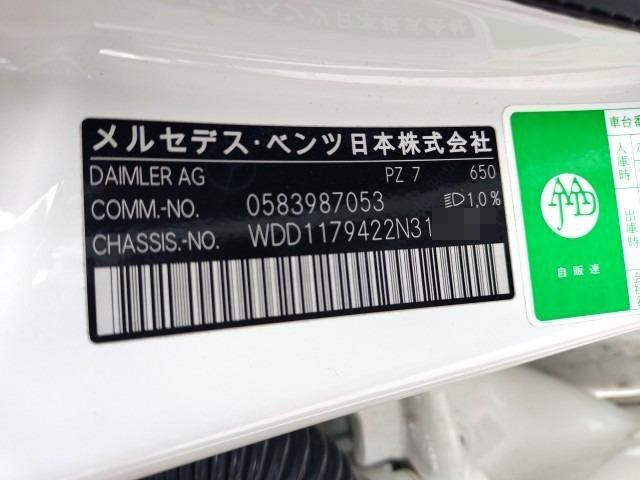 メルセデス・ベンツ日本株式会社
DAIMLER AG PZ 7 650
COMM.-NO. 0583987053 1,0%
CHASSIS.-NO. WDD1179422N31
車台番
入庫時
出庫時
JAMD
自販連